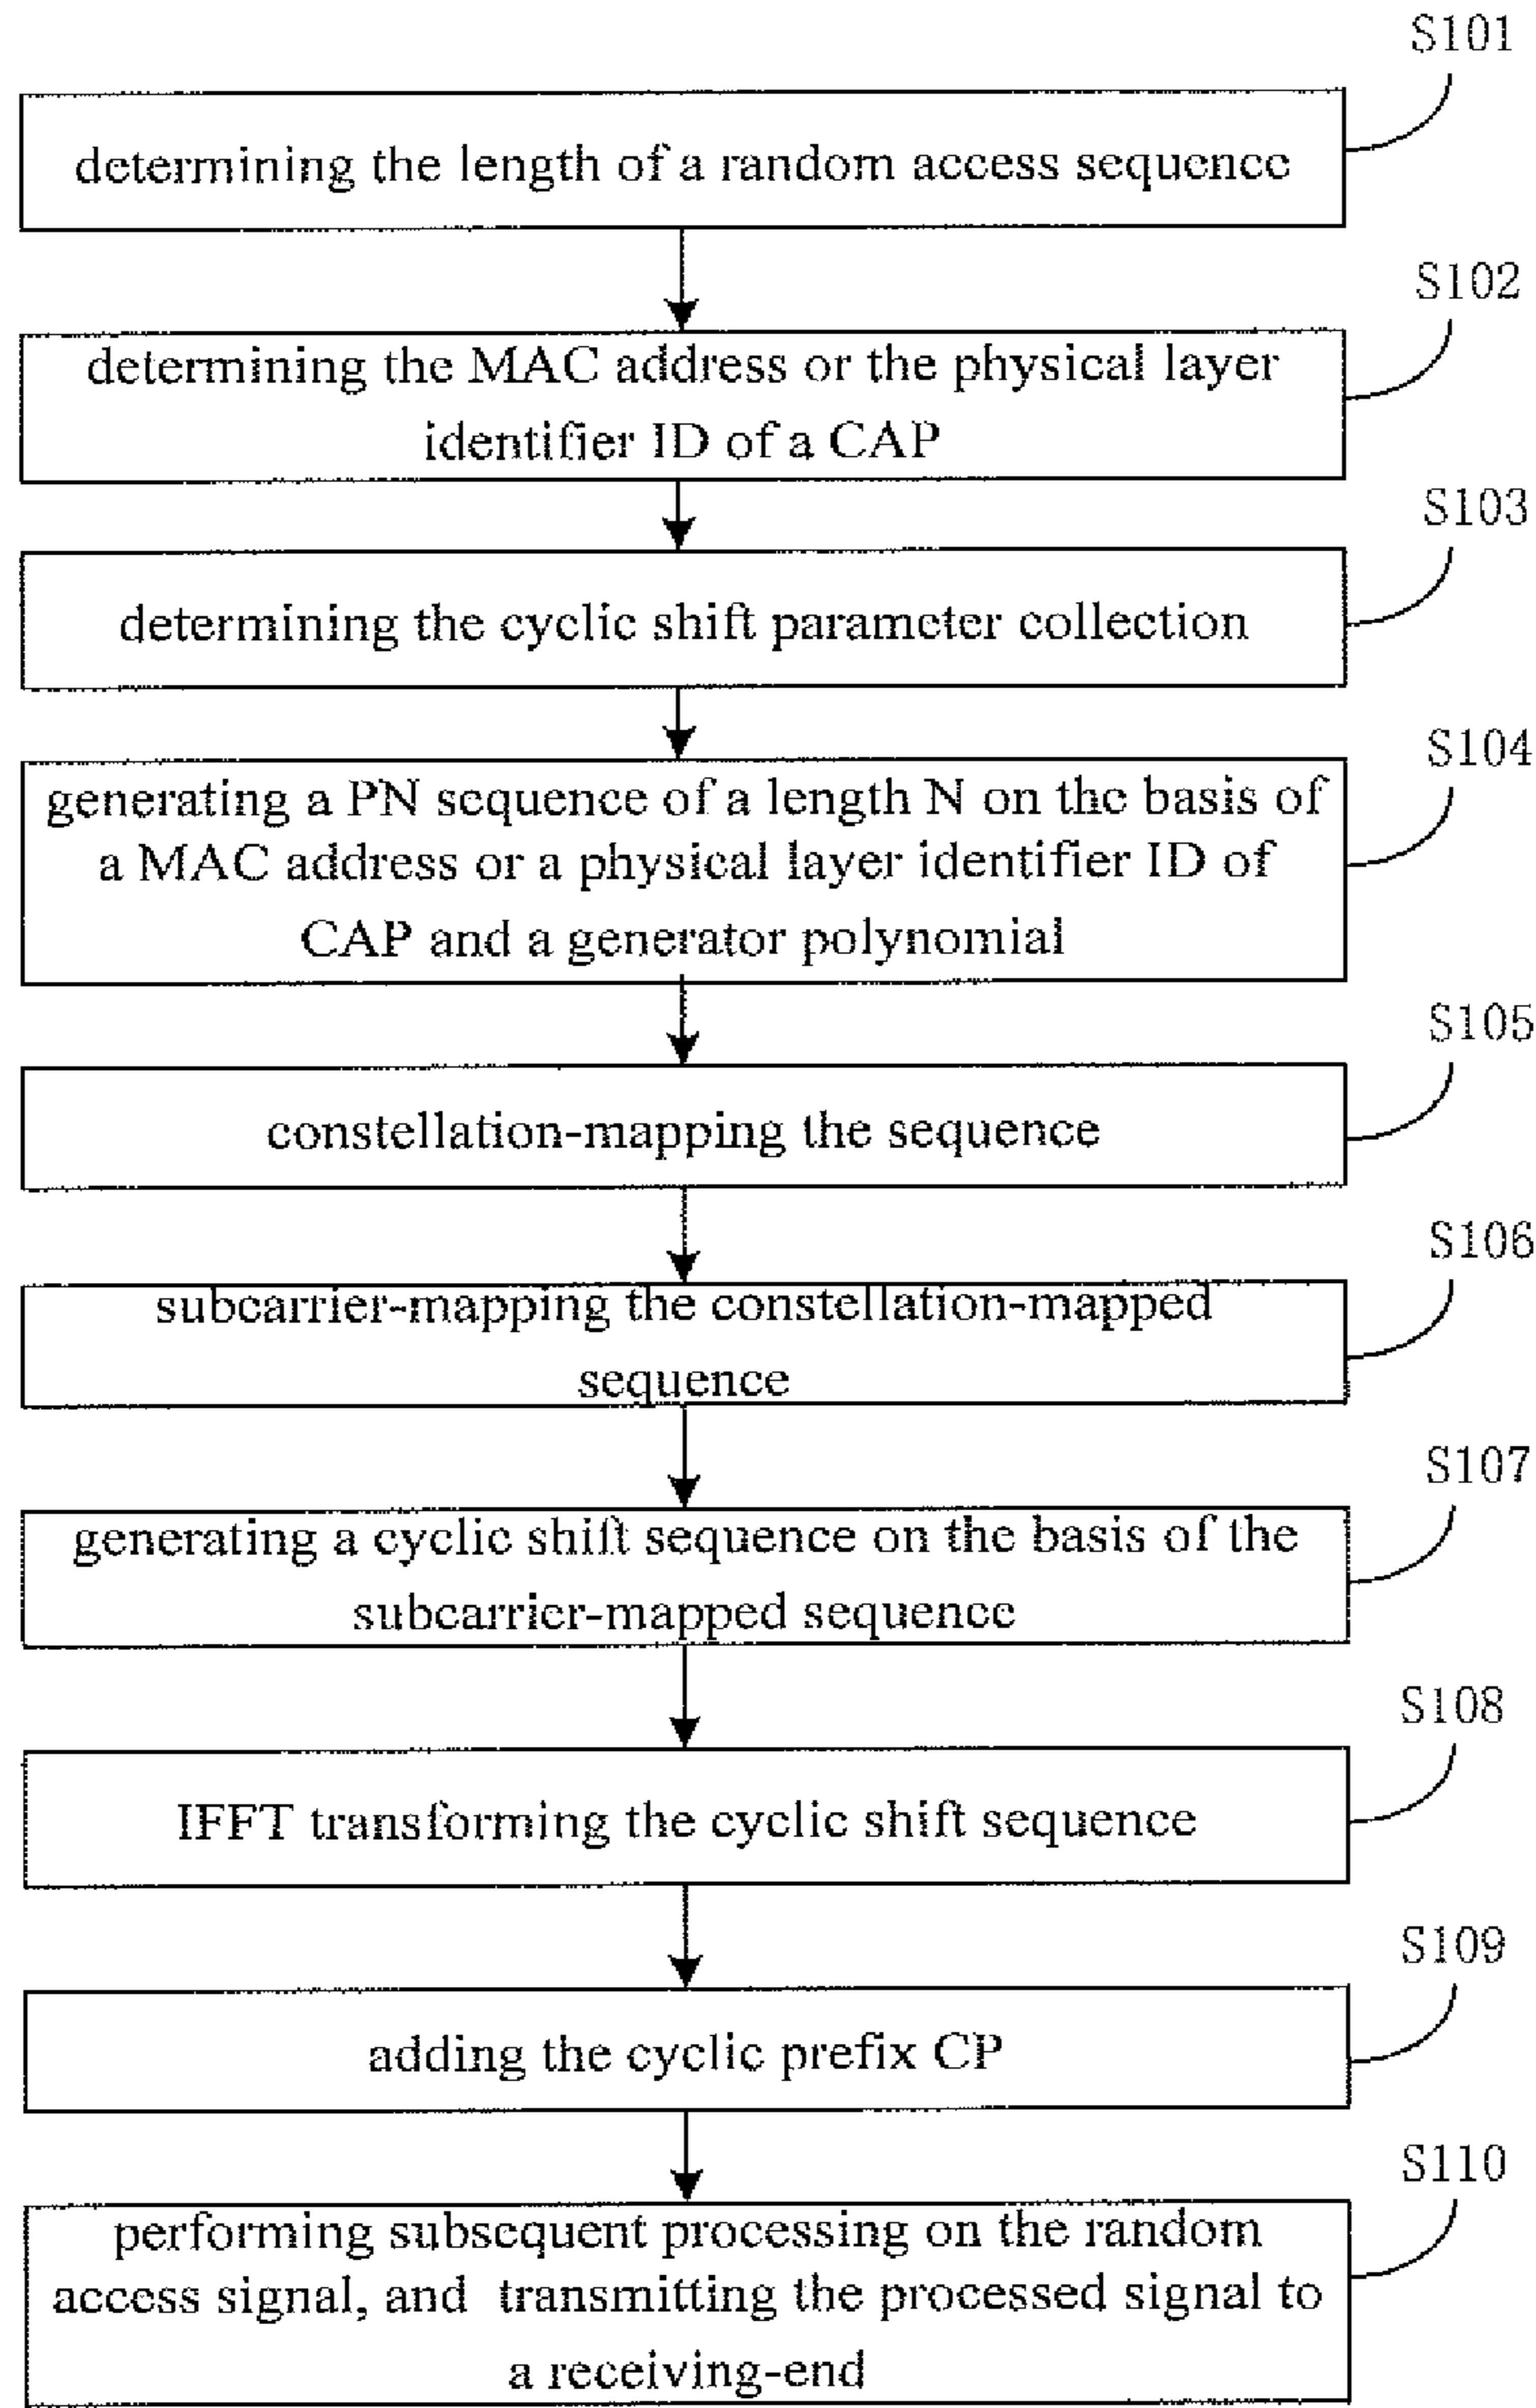 S101
determining the length of a random access sequence
S102
determining the MAC address or the physical layer
identifier ID of a CAP
S103
determining the cyclic shift parameter collection
S104
generating a PN sequence of a length N on the basis of
a MAC address or a physical layer identifier ID of
CAP and a generator polynomial
S105
constellation-mapping the sequence
S106
subcarrier-mapping the constellation-mapped
sequence
S107
generating a cyclic shift sequence on the basis of the
subcarrier-mapped sequence
S108
IFFT transforming the cyclic shift sequence
S109
adding the cyclic prefix CP
S110
performing subsequent processing on the random
access signal, and transmitting the processed signal to
a receiving-end